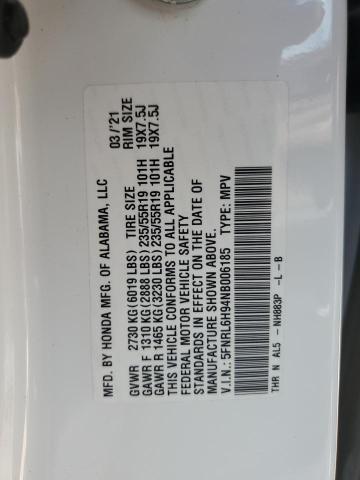 MFD. BY HONDA MFG. OF ALABAMA, LLC 03/'21
GVWR 2730 KG(6019 LBS) TIRE SIZE RIM SIZE
GAWR F 1310 KG(2888 LBS)235/55R19 101H 19X7.5J
GAWR R 1465 KG(3230 LBS)235/55R19 101H 19X7.5J
THIS VEHICLE CONFORMS TO ALL APPLICABLE
FEDERAL MOTOR VEHICLE SAFETY
STANDARDS IN EFFECT ON THE DATE OF
MANUFACTURE SHOWN ABOVE.
V.I.N.: 5FNRL6H94NB006185 TYPE: MPV
THR N AL5 - NH883P -L-B